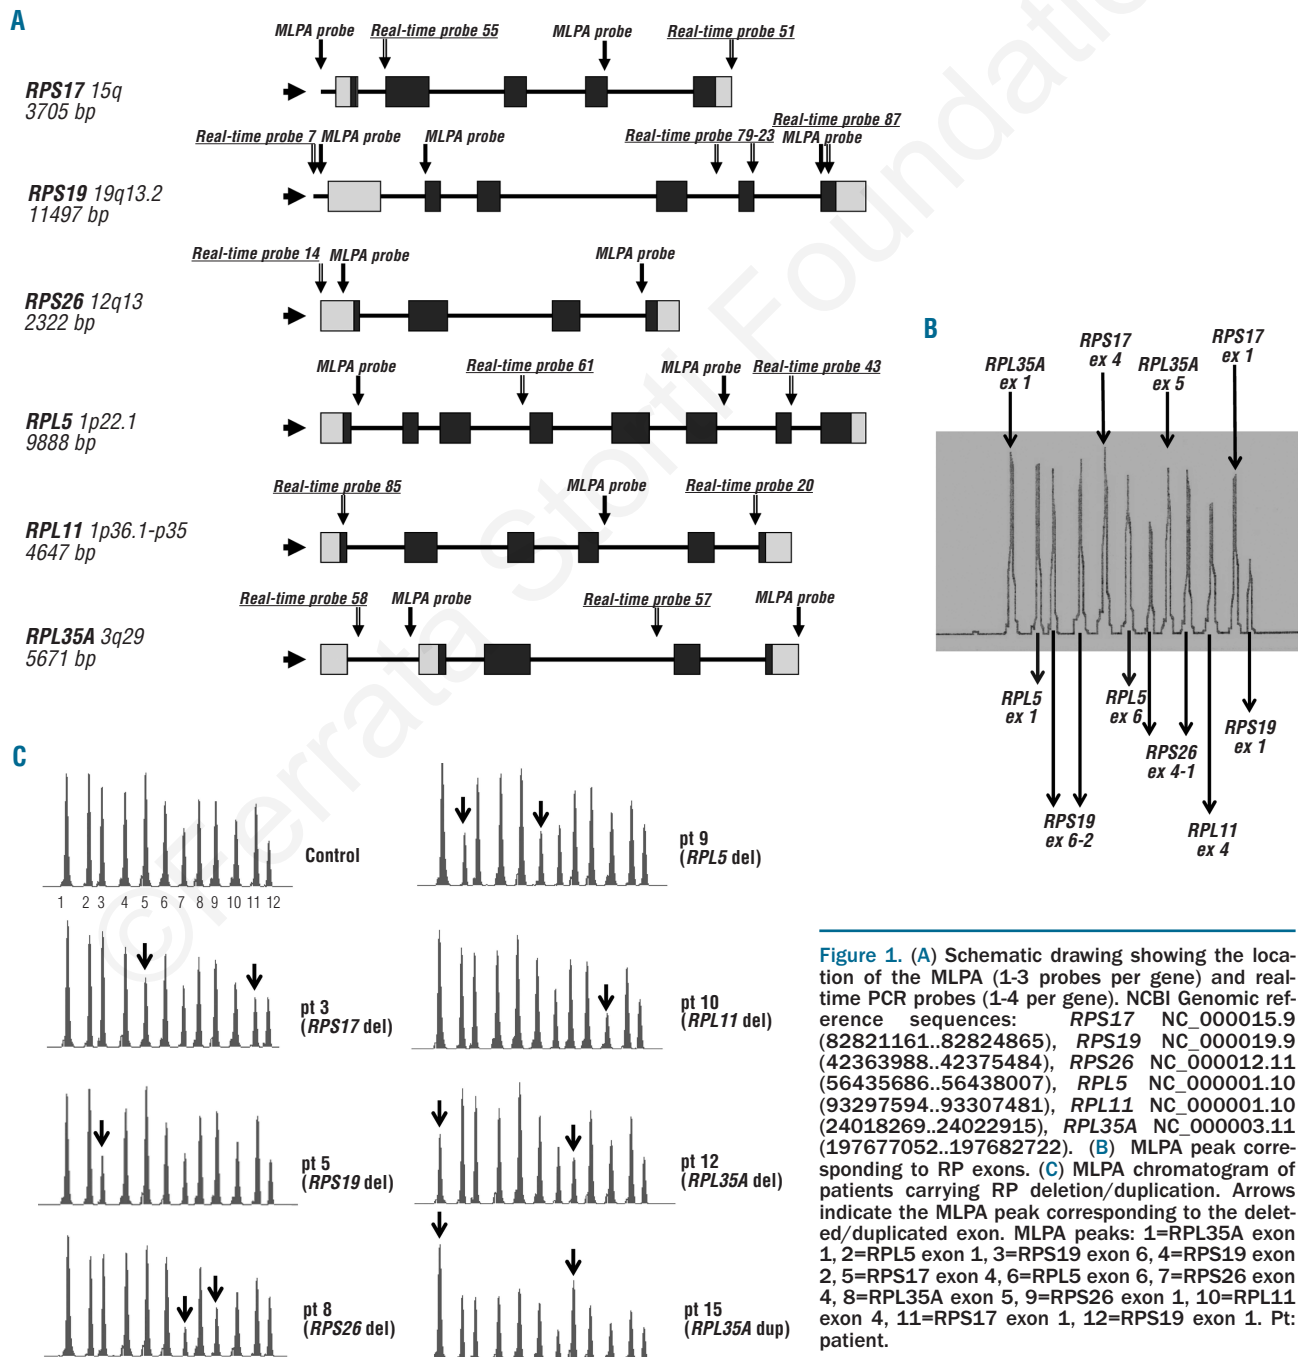 A
MLPA probe Real-time probe 55 MLPA probe Real-time probe 51
RPS17 15q
3705 bp
Real-time probe 87
Real-time probe 7 MLPA probe MLPA probe Real-time probe 79-23 MLPA probe
RPS19 19q13.2
11497 bp
Real-time probe 14 MLPA probe MLPA probe
RPS26 12q13
2322 bp
MLPA probe Real-time probe 61 MLPA probe Real-time probe 43
RPL5 1p22.1
9888 bp
Real-time probe 85 MLPA probe Real-time probe 20
RPL11 1p36.1-p35
4647 bp
Real-time probe 58 MLPA probe Real-time probe 57 MLPA probe
RPL35A 3q29
5671 bp
B
RPL35A
ex 1
RPS17
ex 4
RPL35A
ex 5
RPS17
ex 1
RPL5
ex 1
RPL5
ex 6
RPS26
ex 4-1
RPS19
ex 1
RPS19
ex 6-2
RPL11
ex 4
C
Control
1 2 3 4 5 6 7 8 9 10 11 12
pt 3
(RPS17 del)
pt 5
(RPS19 del)
pt 8
(RPS26 del)
pt 9
(RPL5 del)
pt 10
(RPL11 del)
pt 12
(RPL35A del)
pt 15
(RPL35A dup)
Figure 1. (A) Schematic drawing showing the loca-
tion of the MLPA (1-3 probes per gene) and real-
time PCR probes (1-4 per gene). NCBI Genomic ref-
erence sequences: RPS17 NC_000015.9
(82821161..82824865), RPS19 NC_000019.9
(42363988..42375484), RPS26 NC_000012.11
(56435686..56438007), RPL5 NC_000001.10
(93297594..93307481), RPL11 NC_000001.10
(24018269..24022915), RPL35A NC_000003.11
(197677052..197682722). (B) MLPA peak corre-
sponding to RP exons. (C) MLPA chromatogram of
patients carrying RP deletion/duplication. Arrows
indicate the MLPA peak corresponding to the delet-
ed/duplicated exon. MLPA peaks: 1=RPL35A exon
1, 2=RPL5 exon 1, 3=RPS19 exon 6, 4=RPS19 exon
2, 5=RPS17 exon 4, 6=RPL5 exon 6, 7=RPS26 exon
4, 8=RPL35A exon 5, 9=RPS26 exon 1, 10=RPL11
exon 4, 11=RPS17 exon 1, 12=RPS19 exon 1. Pt:
patient.
©Ferrata Storti Foundation